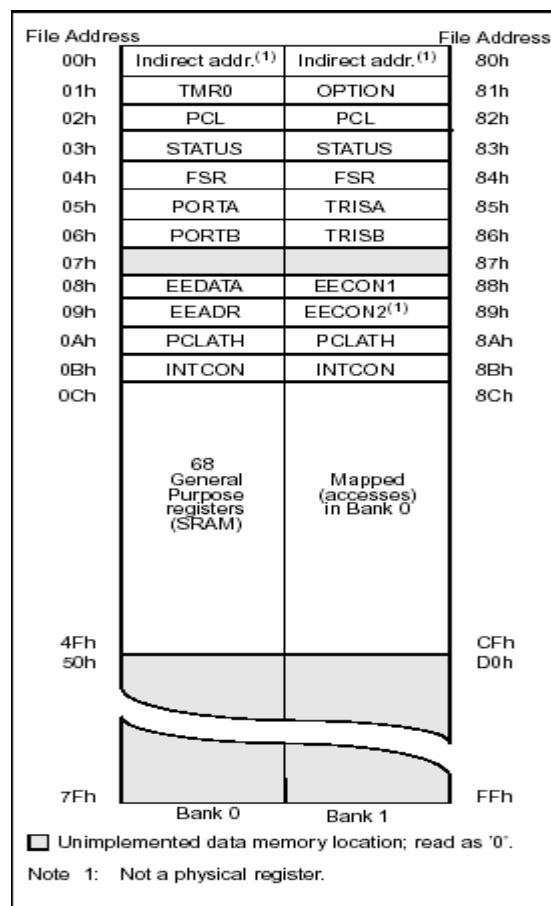 File Address File Address
00h Indirect addr.(1) Indirect addr.(1) 80h
01h TMR0 OPTION 81h
02h PCL PCL 82h
03h STATUS STATUS 83h
04h FSR FSR 84h
05h PORTA TRISA 85h
06h PORTB TRISB 86h
07h 87h
08h EEDATA EECON1 88h
09h EEADR EECON2(1) 89h
0Ah PCLATH PCLATH 8Ah
0Bh INTCON INTCON 8Bh
0Ch 8Ch
68
General
Purpose
registers
(SRAM)
Mapped
(accesses)
in Bank 0
4Fh CFh
50h D0h
7Fh FFh
Bank 0 Bank 1
Unimplemented data memory location; read as '0'.
Note 1: Not a physical register.